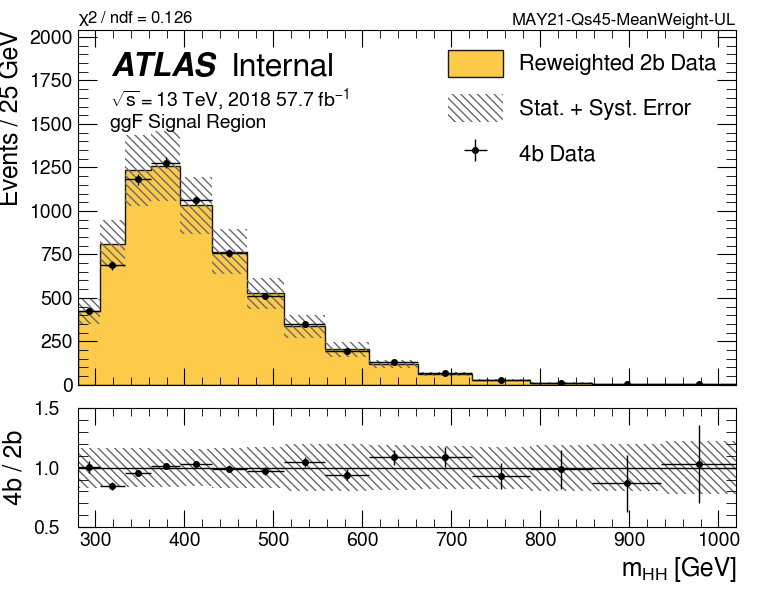 χ² / ndf = 0.126
MAY21-Qs45-MeanWeight-UL
Events / 25 GeV
2000
1750
1500
1250
1000
750
500
250
0
ATLAS Internal
√s = 13 TeV, 2018 57.7 fb⁻¹
ggF Signal Region
Reweighted 2b Data
Stat. + Syst. Error
4b Data
4b / 2b
1.5
1.0
0.5
300 400 500 600 700 800 900 1000
m_HH [GeV]